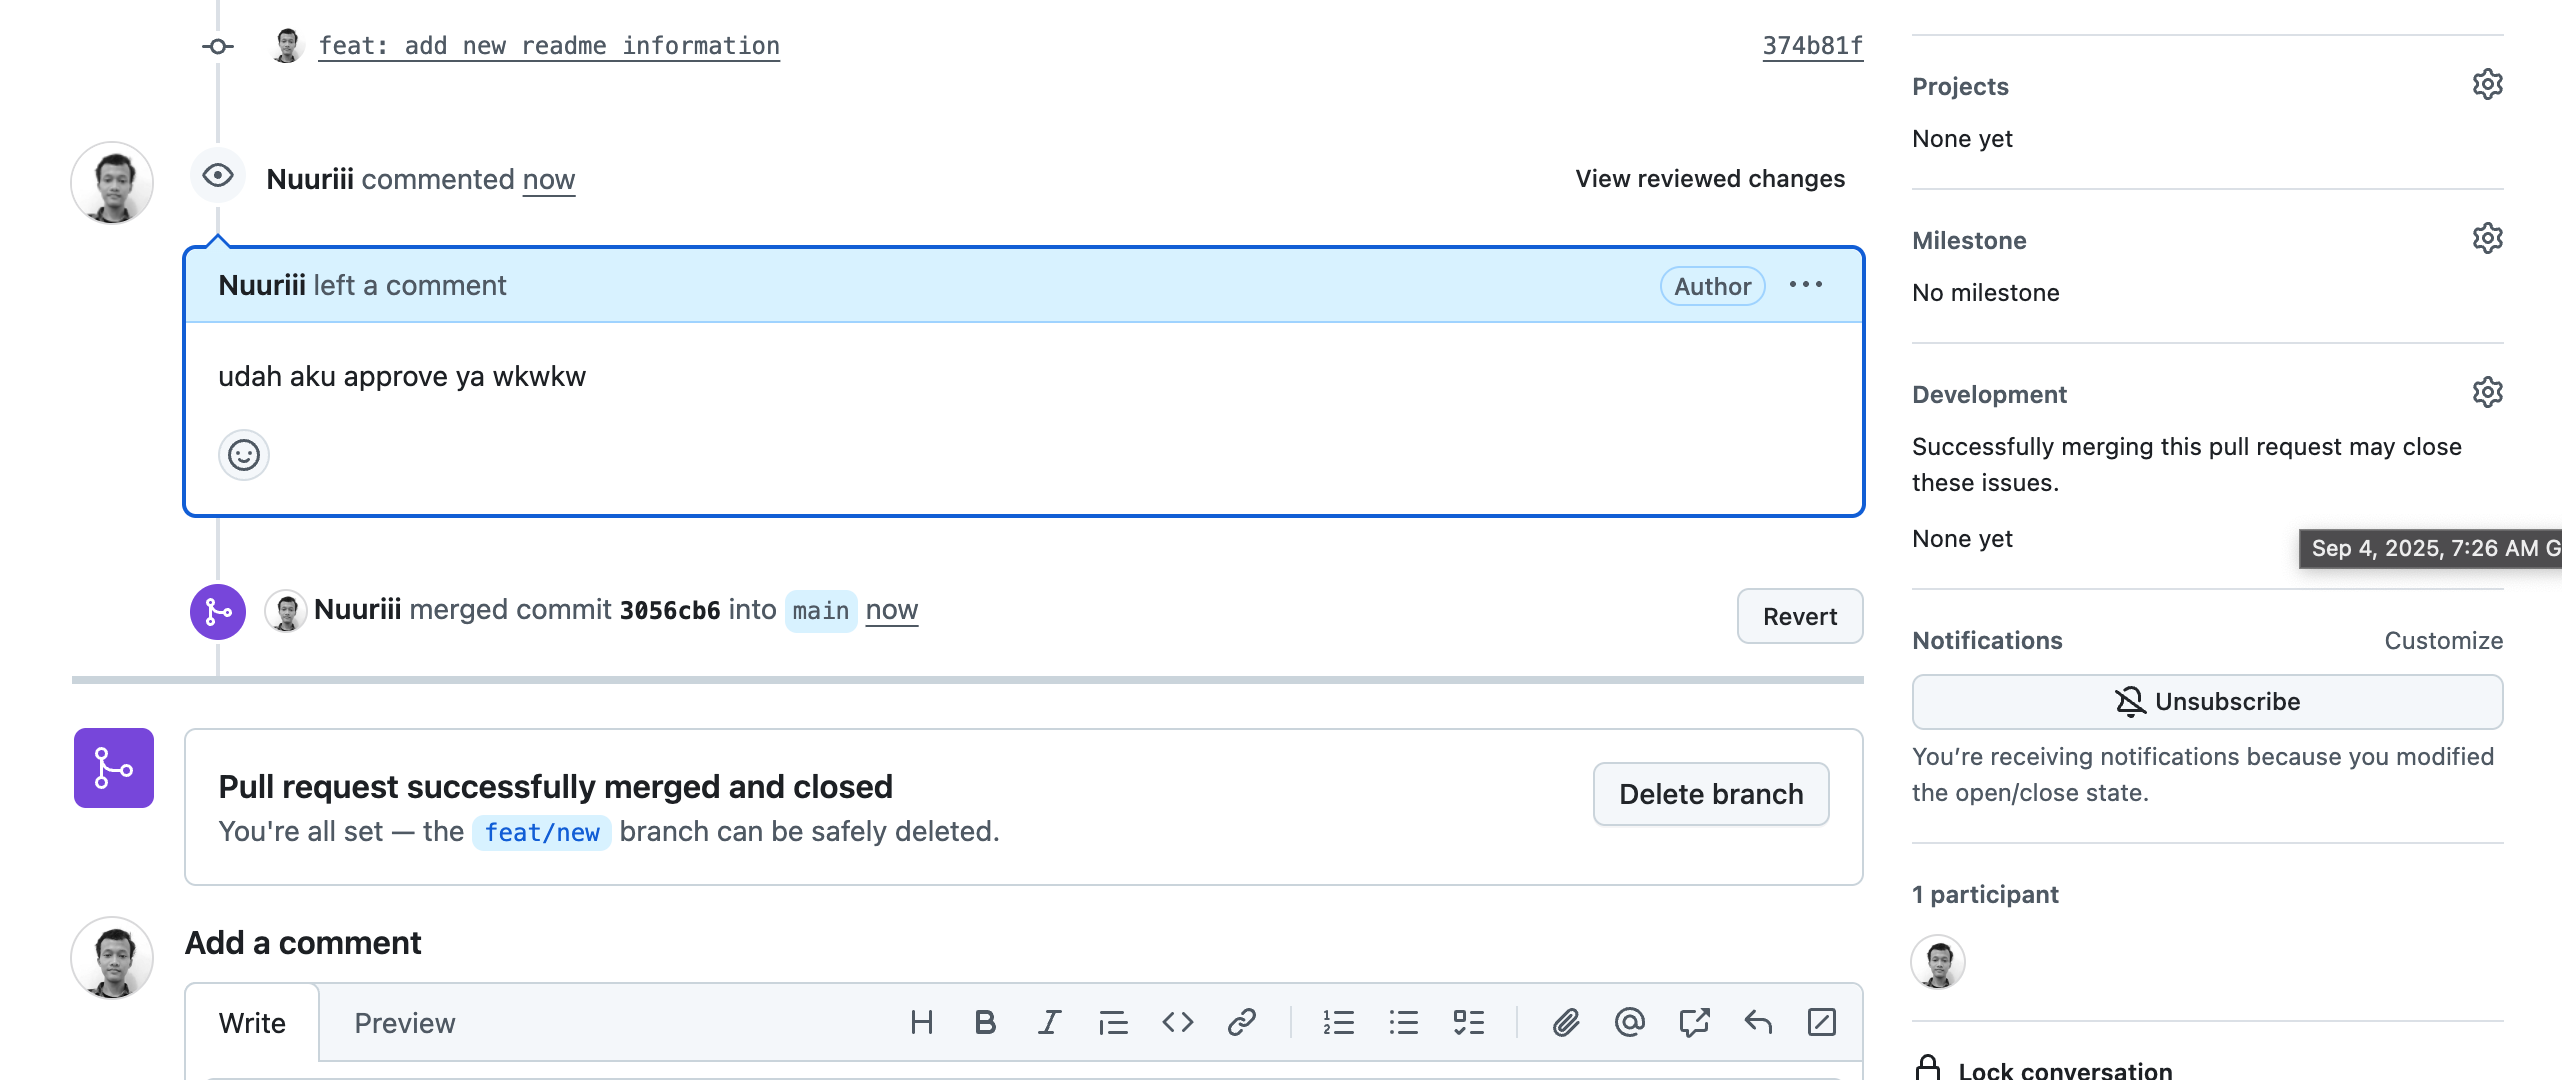 feat: add new readme information 374b81f
Nuuriii commented now View reviewed changes
Nuuriii left a comment Author
udah aku approve ya wkwkw
Nuuriii merged commit 3056cb6 into main now Revert
Pull request successfully merged and closed
You're all set — the feat/new branch can be safely deleted.
Delete branch
Add a comment
Write Preview
Projects
None yet
Milestone
No milestone
Development
Successfully merging this pull request may close
these issues.
None yet
Sep 4, 2025, 7:26 AM G
Notifications Customize
Unsubscribe
You’re receiving notifications because you modified
the open/close state.
1 participant
Lock conversation